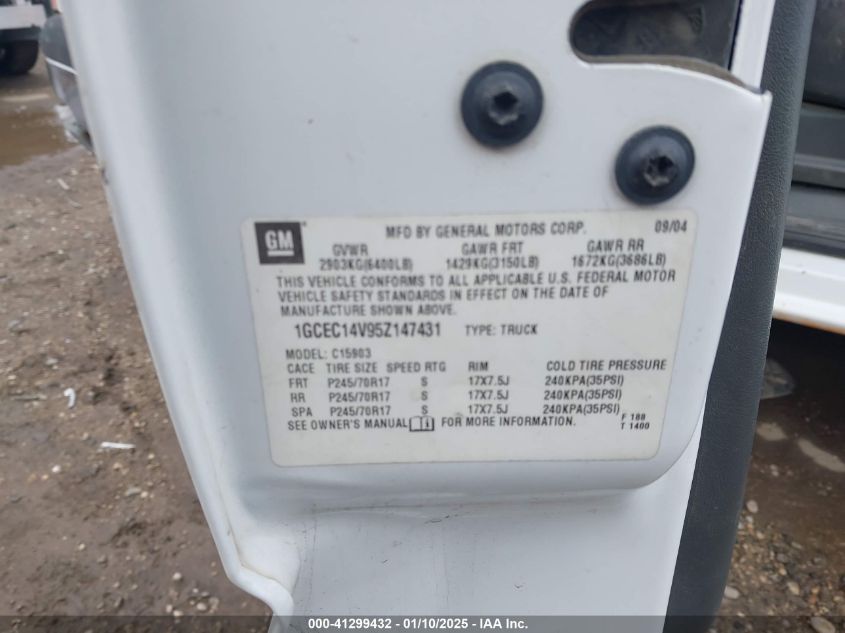 GM
MFD BY GENERAL MOTORS CORP. 09/04
GVWR GAWR FRT GAWR RR
2903KG(6400LB) 1429KG(3150LB) 1672KG(3686LB)
THIS VEHICLE CONFORMS TO ALL APPLICABLE U.S. FEDERAL MOTOR
VEHICLE SAFETY STANDARDS IN EFFECT ON THE DATE OF
MANUFACTURE SHOWN ABOVE.
1GCEC14V95Z147431 TYPE: TRUCK
MODEL: C15903
CACE TIRE SIZE SPEED RTG RIM COLD TIRE PRESSURE
FRT P245/70R17 S 17X7.5J 240KPA(35PSI)
RR P245/70R17 S 17X7.5J 240KPA(35PSI)
SPA P245/70R17 S 17X7.5J 240KPA(35PSI)
SEE OWNER'S MANUAL FOR MORE INFORMATION.
F 188
T 1400
000-41299432 - 01/10/2025 - IAA Inc.